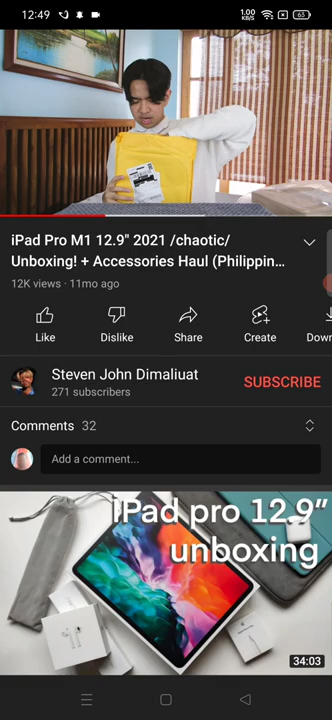 12:49
1.00
KB/S
63
iPad Pro M1 12.9" 2021 /chaotic/
Unboxing! + Accessories Haul (Philippin...
12K views · 11mo ago
Like
Dislike
Share
Create
Down
Steven John Dimaliuat
SUBSCRIBE
271 subscribers
Comments 32
Add a comment...
iPad pro 12.9”
unboxing
34:03